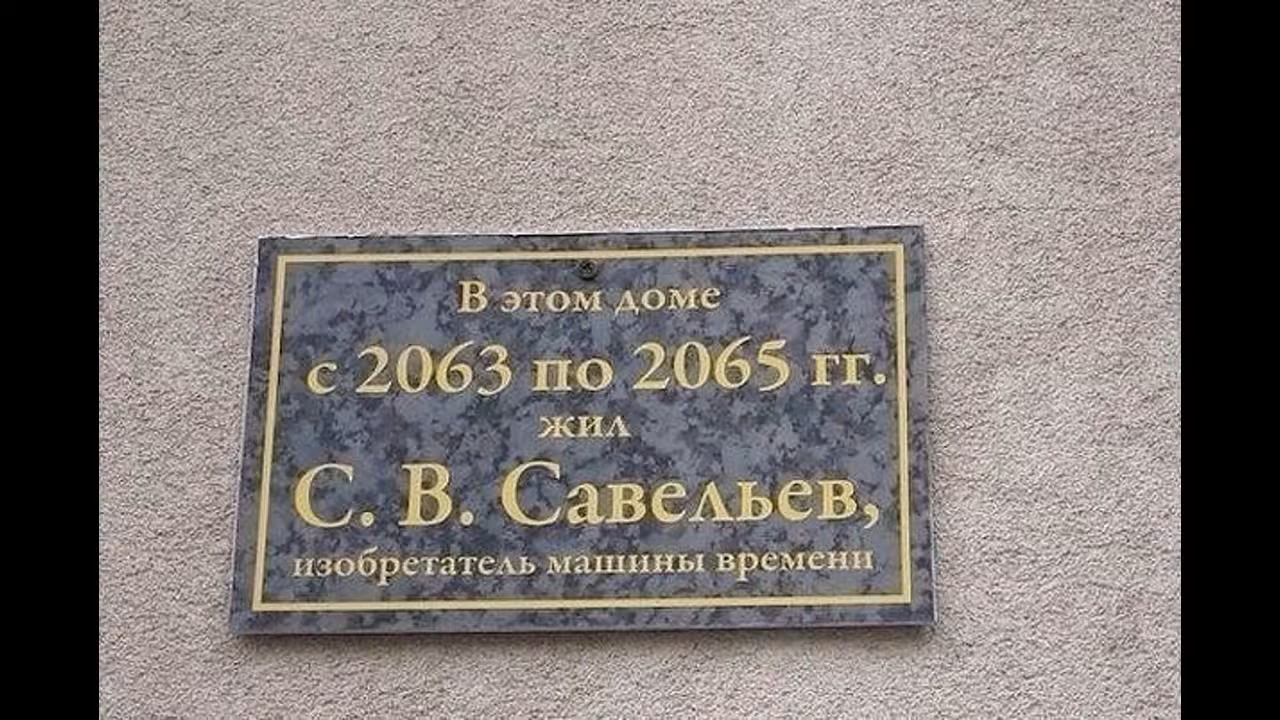 В этом доме
с 2063 по 2065 гг.
жил
С. В. Савельев,
изобретатель машины времени